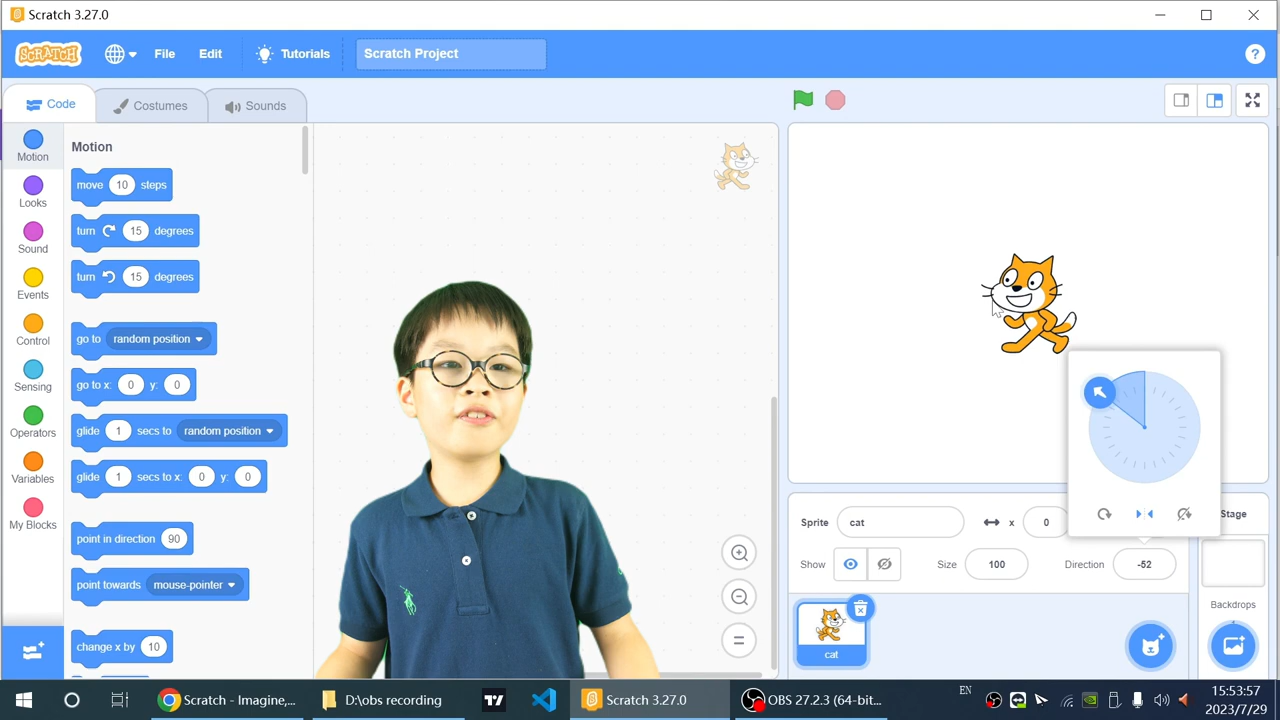 Scratch 3.27.0
SCRATCH
File
Edit
Tutorials
Scratch Project
?
Code
Costumes
Sounds
Motion
Looks
Sound
Events
Control
Sensing
Operators
Variables
My Blocks
Motion
move 10 steps
turn 15 degrees
turn 15 degrees
go to random position
go to x: 0 y: 0
glide 1 secs to random position
glide 1 secs to x: 0 y: 0
point in direction 90
point towards mouse-pointer
change x by 10
Sprite cat x 0
Show Size 100 Direction -52
cat
Stage
Backdrops
Scratch - Imagine,...
D:\obs recording
Scratch 3.27.0
OBS 27.2.3 (64-bit...
EN
15:53:57
2023/7/29